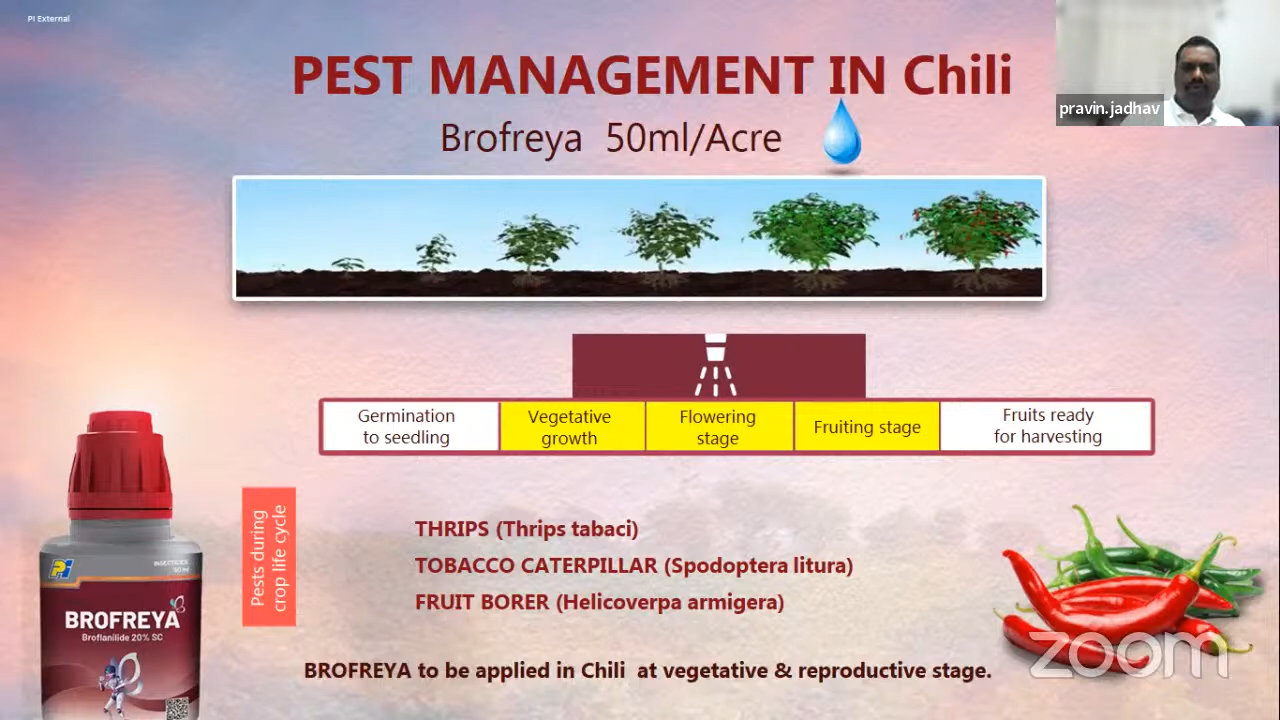 PI External
PEST MANAGEMENT IN Chili
pravin.jadhav
Brofreya 50ml/Acre
Germination
to seedling
Vegetative
growth
Flowering
stage
Fruiting stage
Fruits ready
for harvesting
Pests during
crop life cycle
THRIPS (Thrips tabaci)
TOBACCO CATERPILLAR (Spodoptera litura)
FRUIT BORER (Helicoverpa armigera)
PI
INSECTICIDE
50 ml
BROFREYA
Broflanilide 20% SC
zoom
BROFREYA to be applied in Chili at vegetative & reproductive stage.